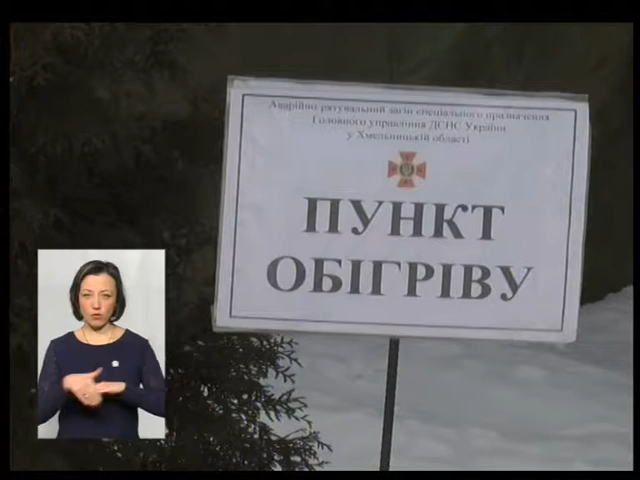 Аварійно рятувальний загін спеціального призначення
Головного управління ДСНС України
у Хмельницькій області
ПУНКТ
ОБІГРІВУ